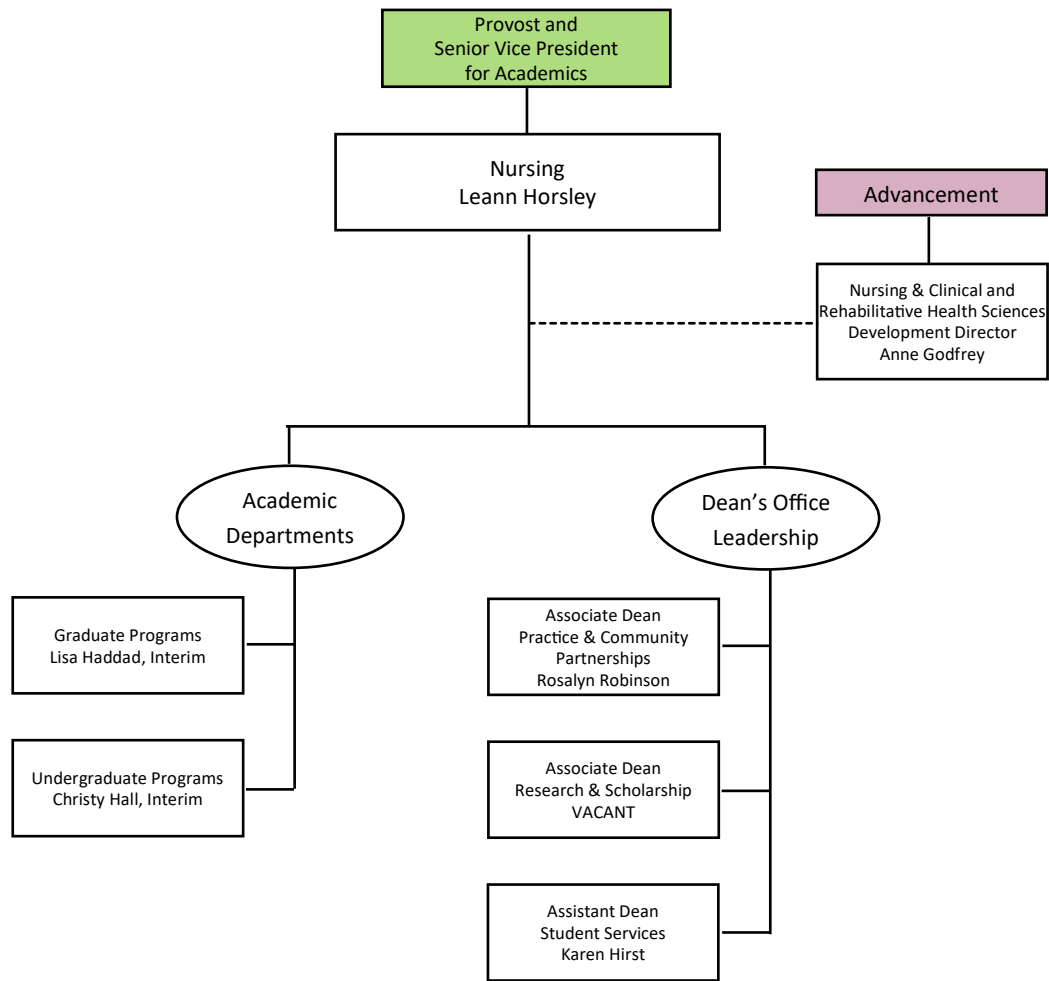 Provost and
Senior Vice President
for Academics
Nursing
Leann Horsley
Advancement
Nursing & Clinical and
Rehabilitative Health Sciences
Development Director
Anne Godfrey
Academic
Departments
Dean’s Office
Leadership
Graduate Programs
Lisa Haddad, Interim
Undergraduate Programs
Christy Hall, Interim
Associate Dean
Practice & Community
Partnerships
Rosalyn Robinson
Associate Dean
Research & Scholarship
VACANT
Assistant Dean
Student Services
Karen Hirst